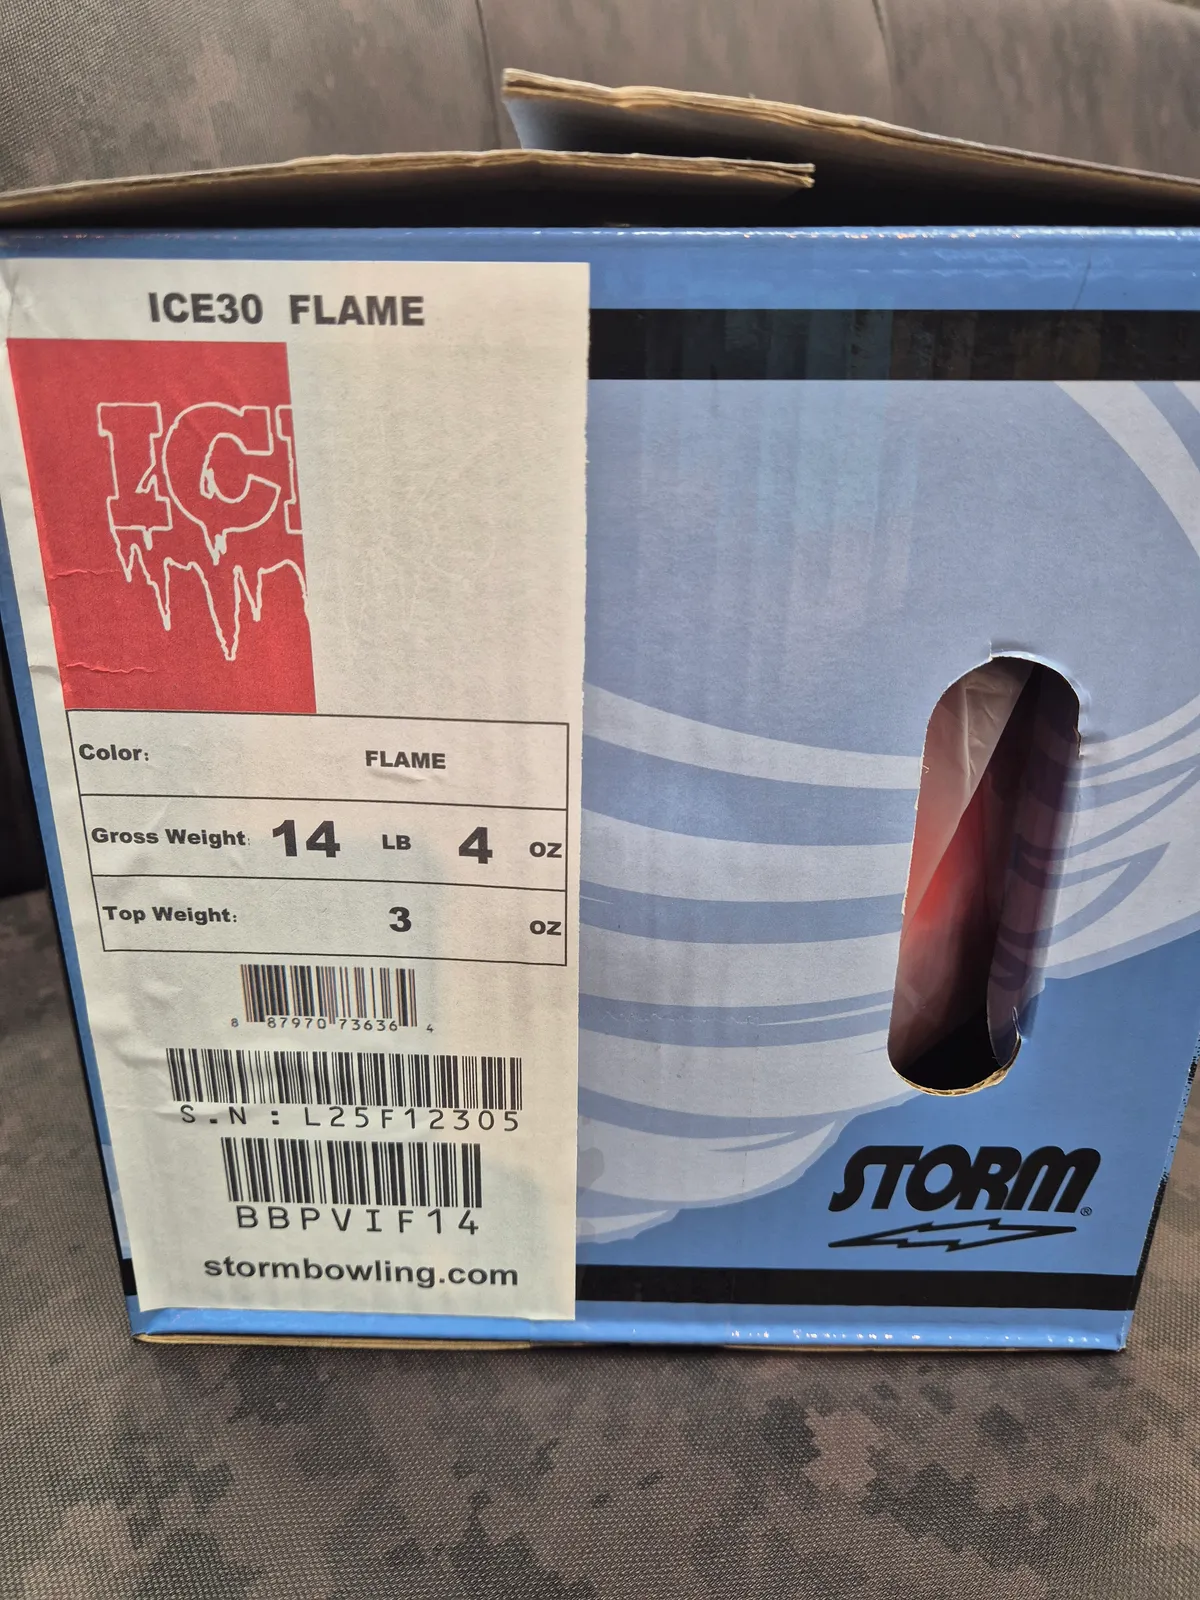 ICE30 FLAME
IC
Color: FLAME
Gross Weight: 14 LB 4 OZ
Top Weight: 3 OZ
8 87970 73636 4
S.N:L25F12305
BBPVIF14
stormbowling.com
STORM®